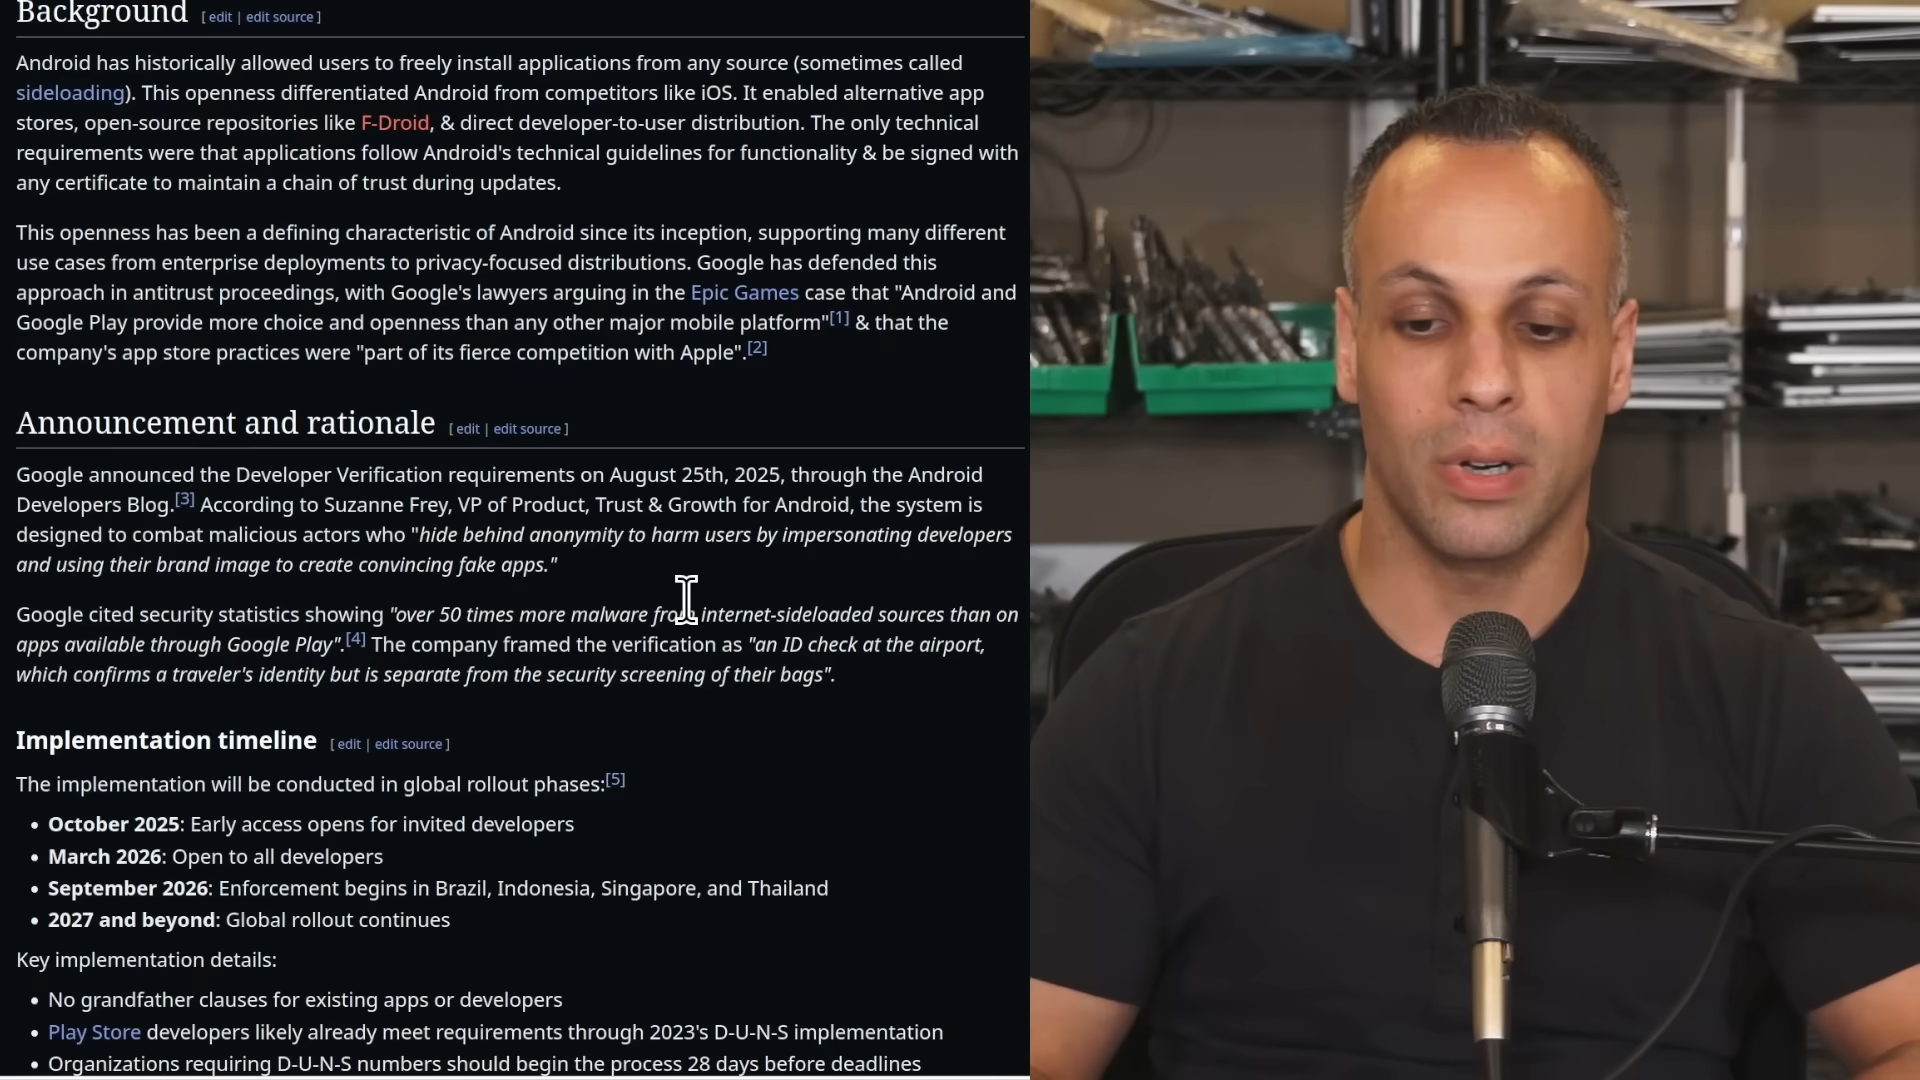 Background [ edit | edit source ]
Android has historically allowed users to freely install applications from any source (sometimes called
sideloading). This openness differentiated Android from competitors like iOS. It enabled alternative app
stores, open-source repositories like F-Droid, & direct developer-to-user distribution. The only technical
requirements were that applications follow Android's technical guidelines for functionality & be signed with
any certificate to maintain a chain of trust during updates.
This openness has been a defining characteristic of Android since its inception, supporting many different
use cases from enterprise deployments to privacy-focused distributions. Google has defended this
approach in antitrust proceedings, with Google's lawyers arguing in the Epic Games case that "Android and
Google Play provide more choice and openness than any other major mobile platform"[1] & that the
company's app store practices were "part of its fierce competition with Apple".[2]
Announcement and rationale [ edit | edit source ]
Google announced the Developer Verification requirements on August 25th, 2025, through the Android
Developers Blog.[3] According to Suzanne Frey, VP of Product, Trust & Growth for Android, the system is
designed to combat malicious actors who "hide behind anonymity to harm users by impersonating developers
and using their brand image to create convincing fake apps."
Google cited security statistics showing "over 50 times more malware from internet-sideloaded sources than on
apps available through Google Play".[4] The company framed the verification as "an ID check at the airport,
which confirms a traveler's identity but is separate from the security screening of their bags".
Implementation timeline [ edit | edit source ]
The implementation will be conducted in global rollout phases:[5]
• October 2025: Early access opens for invited developers
• March 2026: Open to all developers
• September 2026: Enforcement begins in Brazil, Indonesia, Singapore, and Thailand
• 2027 and beyond: Global rollout continues
Key implementation details:
• No grandfather clauses for existing apps or developers
• Play Store developers likely already meet requirements through 2023's D-U-N-S implementation
• Organizations requiring D-U-N-S numbers should begin the process 28 days before deadlines